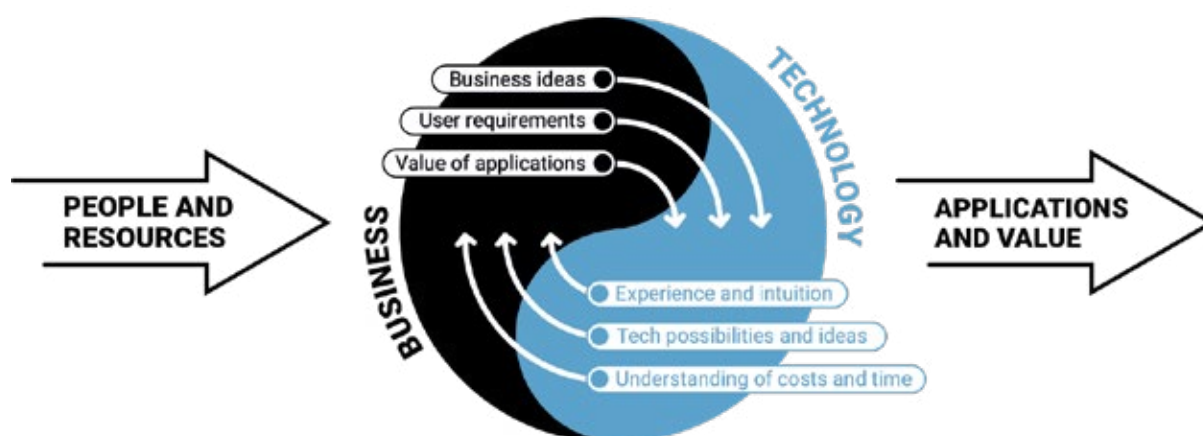 PEOPLE AND
RESOURCES
BUSINESS
Business ideas
User requirements
Value of applications
TECHNOLOGY
Experience and intuition
Tech possibilities and ideas
Understanding of costs and time
APPLICATIONS
AND VALUE